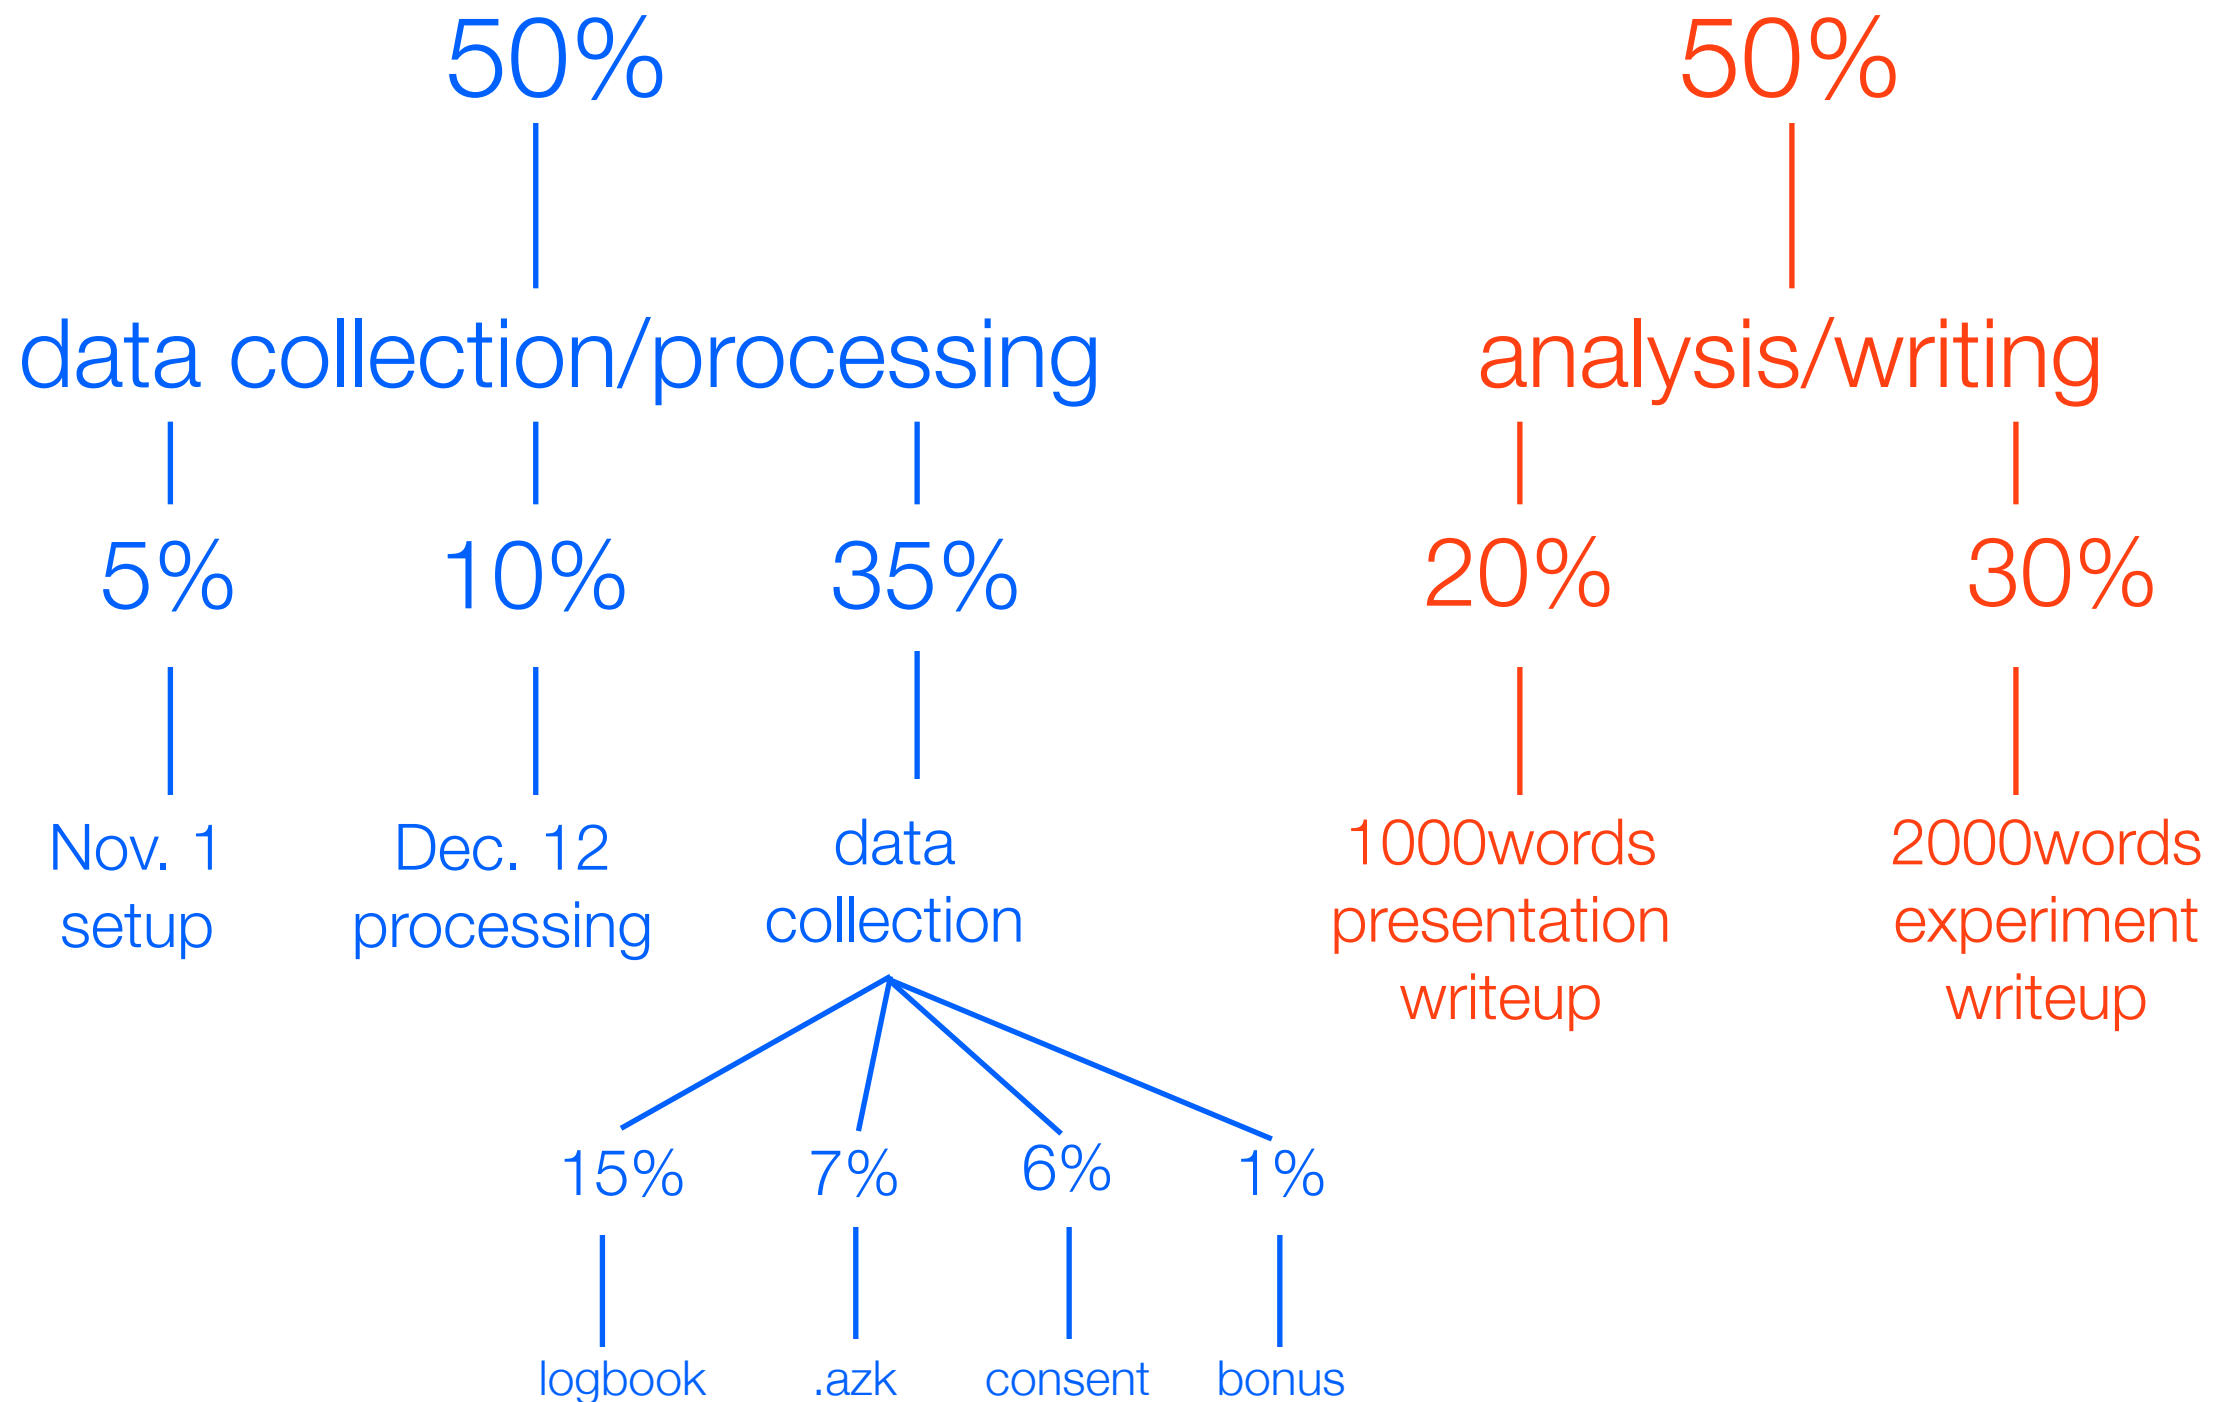 50%
50%
data collection/processing
analysis/writing
5%
10%
35%
20%
30%
Nov. 1
setup
Dec. 12
processing
data
collection
1000words
presentation
writeup
2000words
experiment
writeup
15%
7%
6%
1%
logbook
.azk
consent
bonus